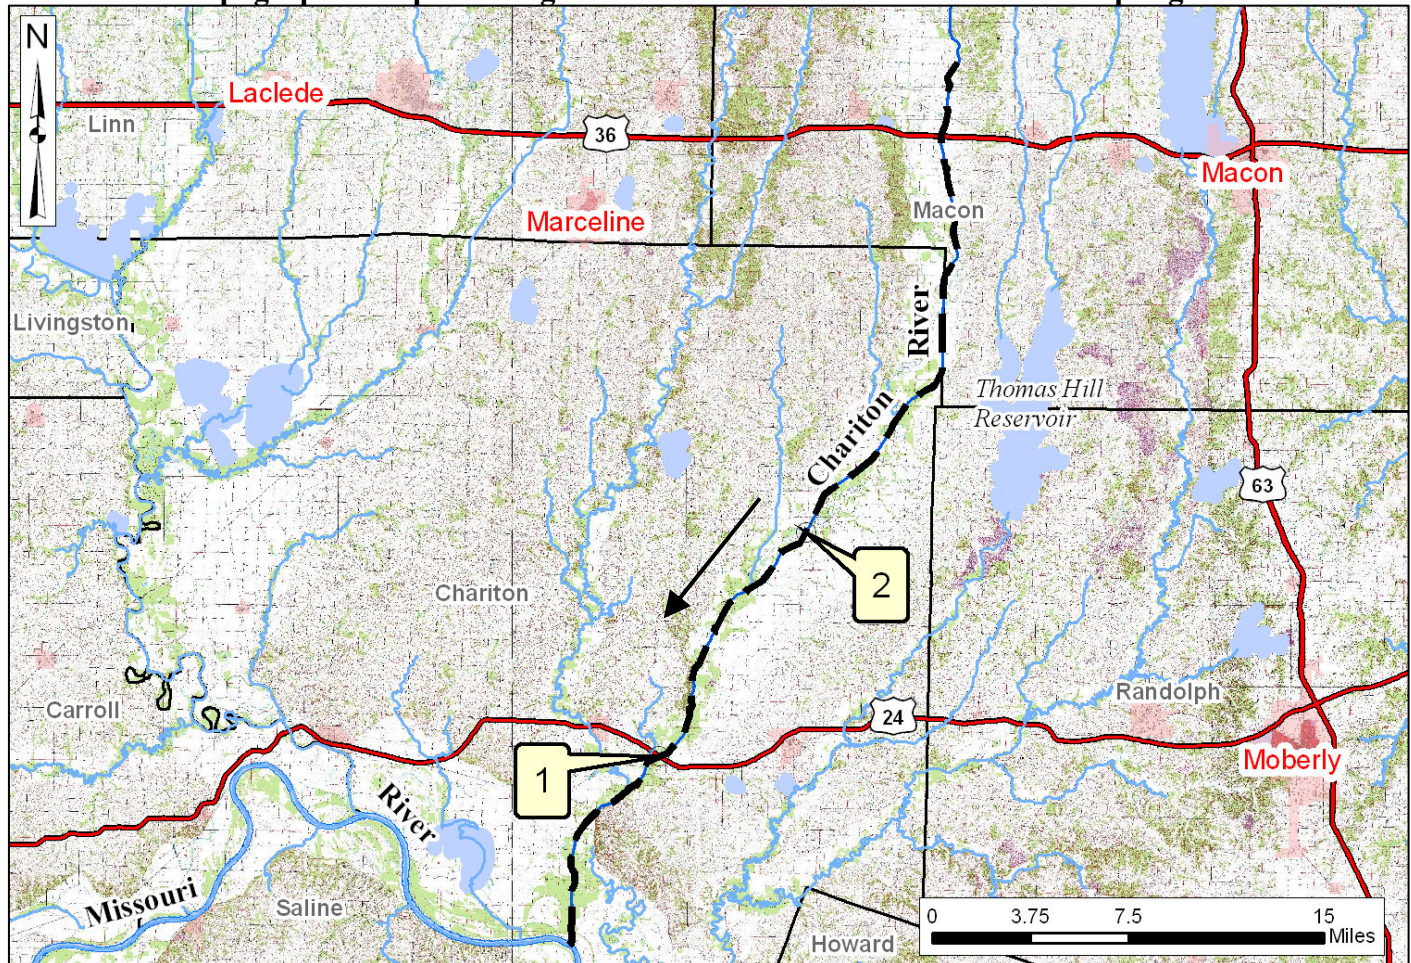 N
Laclede
Linn
36
Macon
Marceline
Macon
Livingston
River
Thomas Hill
Reservoir
Chariton
63
2
Chariton
Randolph
Carroll
24
Moberly
1
River
Missouri
Saline
Howard
0 3.75 7.5 15
Miles